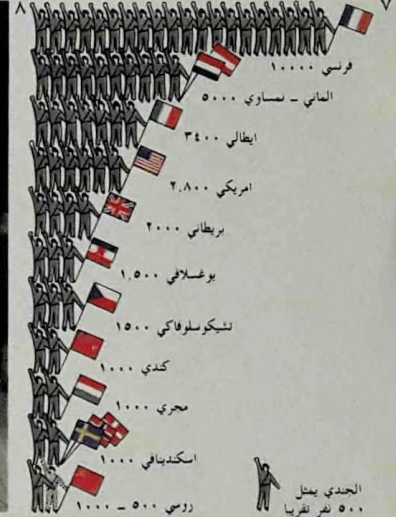 ٨
فرنسي ١٠٠٠٠
الماني - نمساوي ٥٠٠٠
ايطالي ٣٤٠٠
امريكي ٢,٨٠٠
بريطاني ٢٠٠٠
يوغسلافي ١,٥٠٠
تشيكوسلوفاكي ١٥٠٠
كندي ١٠٠٠
مجري ١٠٠٠
اسكندينافي ١٠٠٠
روسي ٥٠٠ - ١٠٠٠
الجندي يمثل
٥٠٠ نفر تقريبا